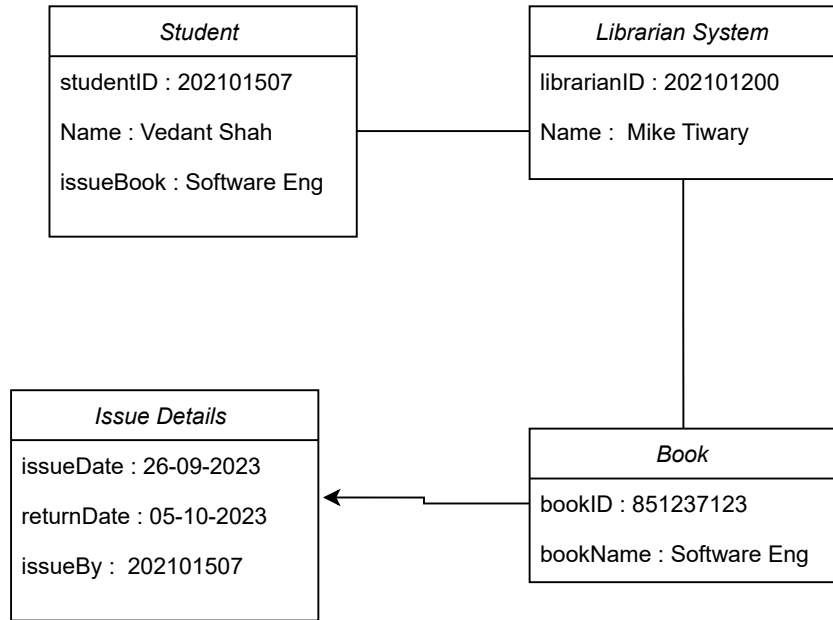 Student
studentID : 202101507
Name : Vedant Shah
issueBook : Software Eng
Librarian System
librarianID : 202101200
Name :  Mike Tiwary
Issue Details
issueDate : 26-09-2023
returnDate : 05-10-2023
issueBy :  202101507
Book
bookID : 851237123
bookName : Software Eng